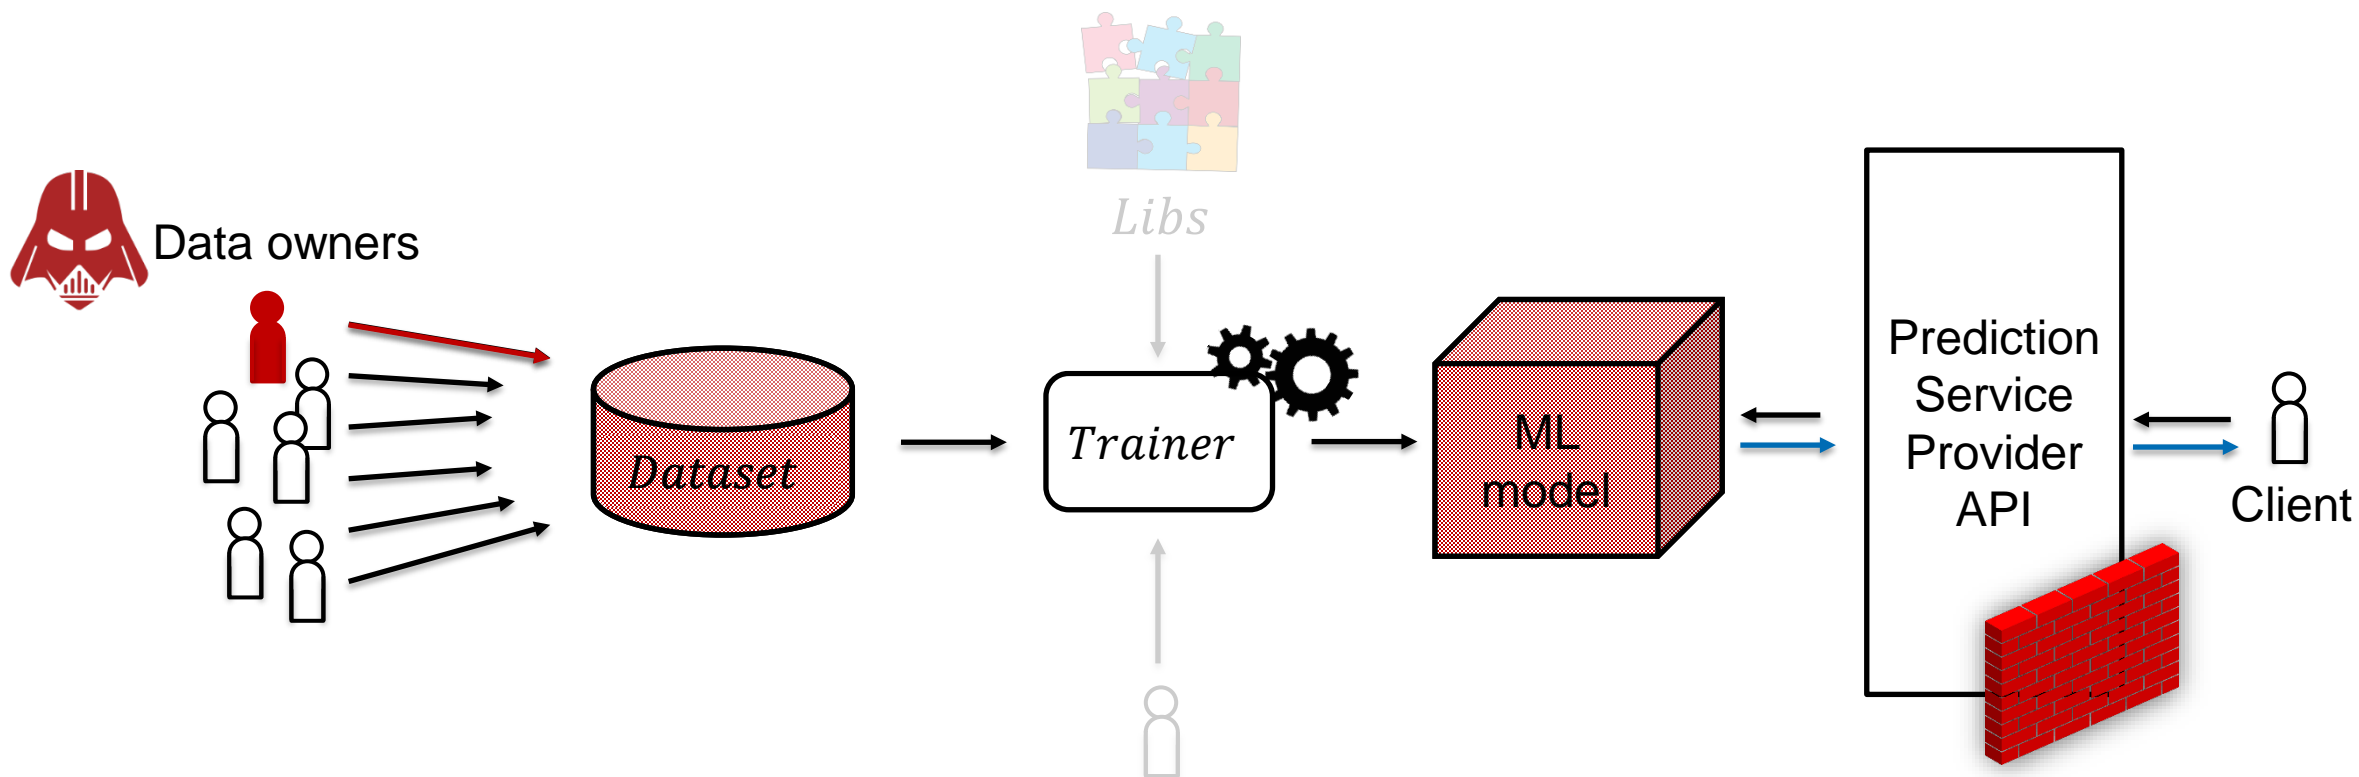 Libs
Data owners
Dataset
Trainer
ML
model
Prediction
Service
Provider
API
Client